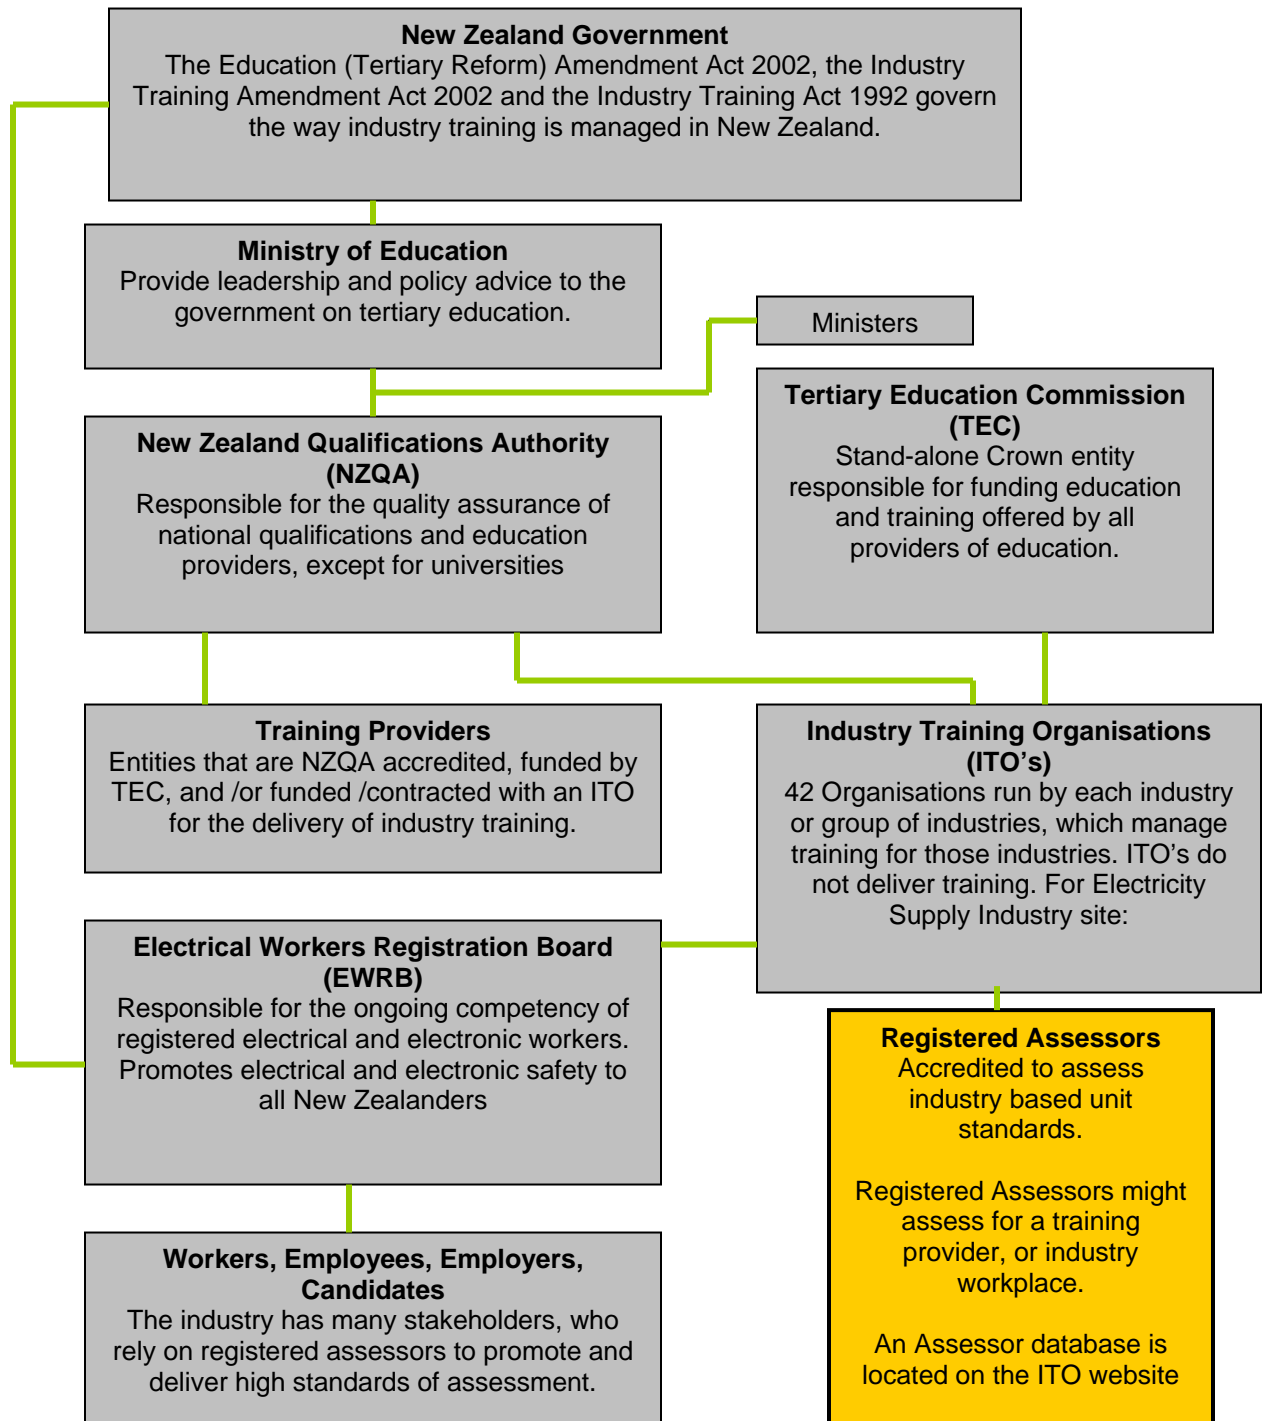 New Zealand Government
The Education (Tertiary Reform) Amendment Act 2002, the Industry
Training Amendment Act 2002 and the Industry Training Act 1992 govern
the way industry training is managed in New Zealand.
Ministry of Education
Provide leadership and policy advice to the
government on tertiary education.
Ministers
New Zealand Qualifications Authority
(NZQA)
Responsible for the quality assurance of
national qualifications and education
providers, except for universities
Tertiary Education Commission
(TEC)
Stand-alone Crown entity
responsible for funding education
and training offered by all
providers of education.
Training Providers
Entities that are NZQA accredited, funded by
TEC, and /or funded /contracted with an ITO
for the delivery of industry training.
Industry Training Organisations
(ITO's)
42 Organisations run by each industry
or group of industries, which manage
training for those industries. ITO's do
not deliver training. For Electricity
Supply Industry site:
Electrical Workers Registration Board
(EWRB)
Responsible for the ongoing competency of
registered electrical and electronic workers.
Promotes electrical and electronic safety to
all New Zealanders
Registered Assessors
Accredited to assess
industry based unit
standards.
Registered Assessors might
assess for a training
provider, or industry
workplace.
An Assessor database is
located on the ITO website
Workers, Employees, Employers,
Candidates
The industry has many stakeholders, who
rely on registered assessors to promote and
deliver high standards of assessment.